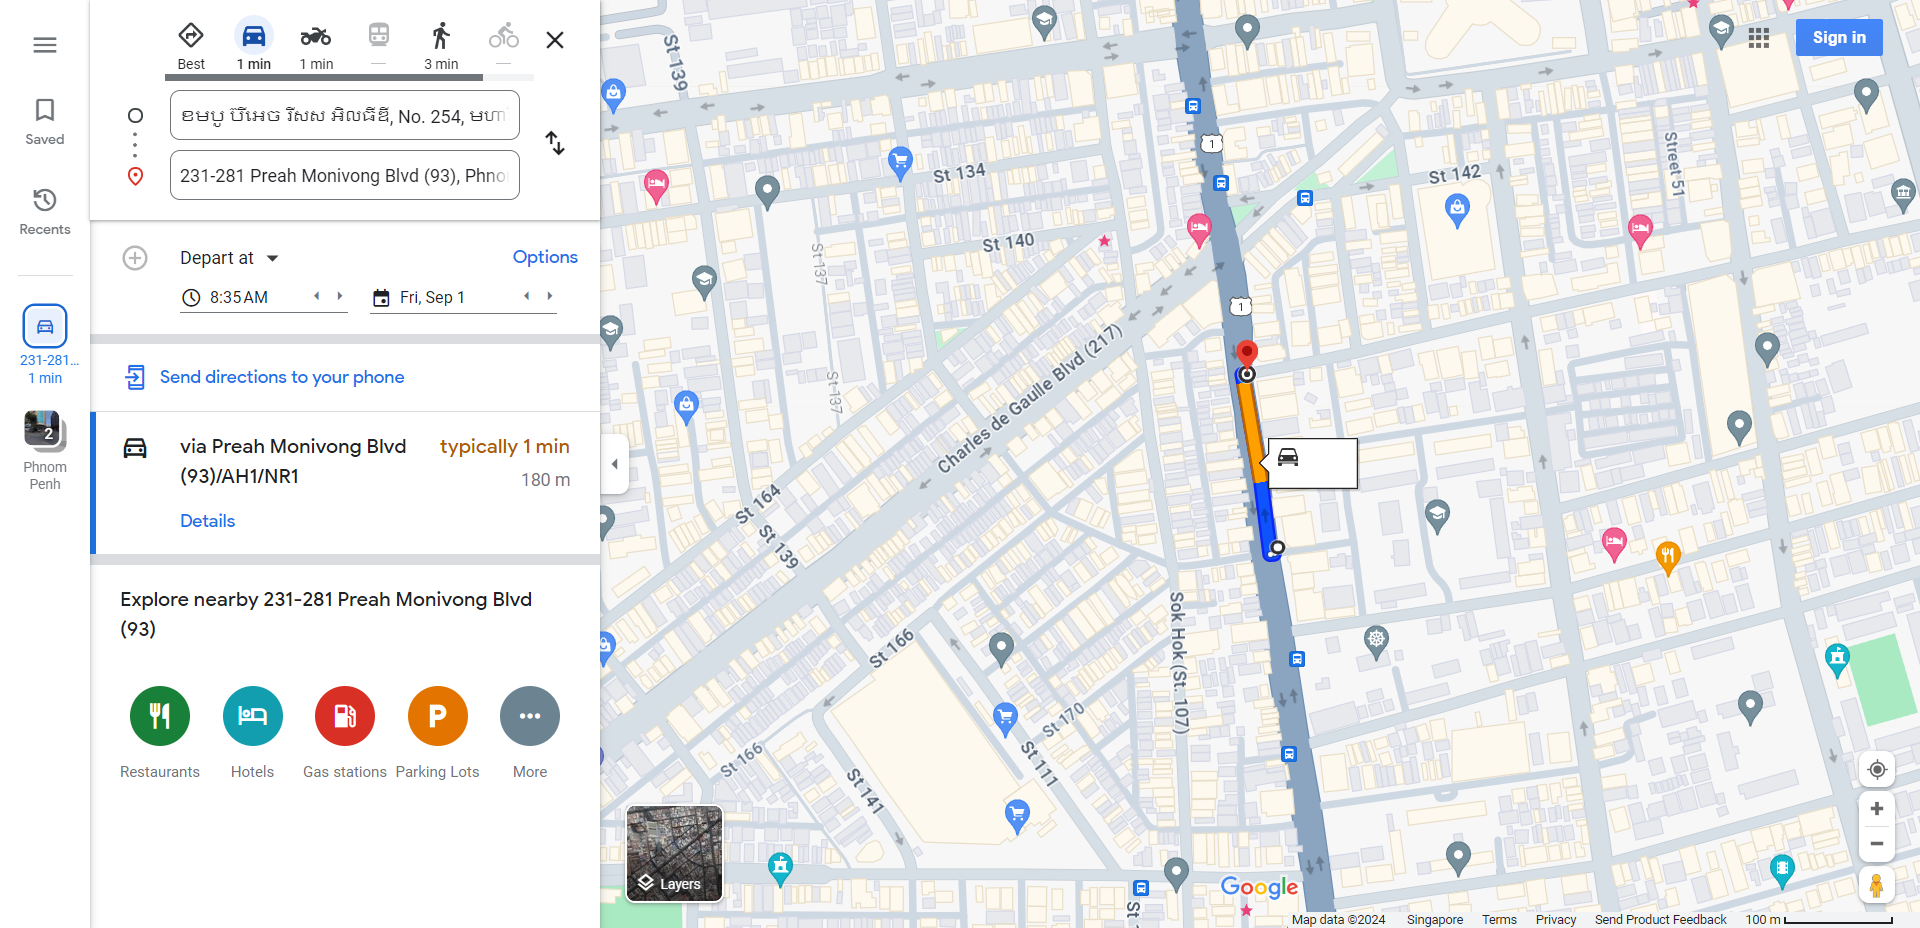 Best
1 min
1 min
—
3 min
—
Saved
Recents
231-281...
1 min
2
Phnom
Penh
ខមបូ ប៊ីអេច រីសស អិលធីឌី, No. 254, មហា
231-281 Preah Monivong Blvd (93), Phno
Depart at
Options
8:35 AM
Fri, Sep 1
Send directions to your phone
via Preah Monivong Blvd
(93)/AH1/NR1
typically 1 min
180 m
Details
Explore nearby 231-281 Preah Monivong Blvd
(93)
Restaurants
Hotels
Gas stations
Parking Lots
More
Sign in
St 139
St 134
St 140
St 142
Street 51
St 137
St 137
1
1
Charles de Gaulle Blvd (217)
St 164
St 139
St 166
St 166
St 170
St 111
St 141
Sok Hok (St. 107)
St
Layers
Google
Map data ©2024
Singapore
Terms
Privacy
Send Product Feedback
100 m